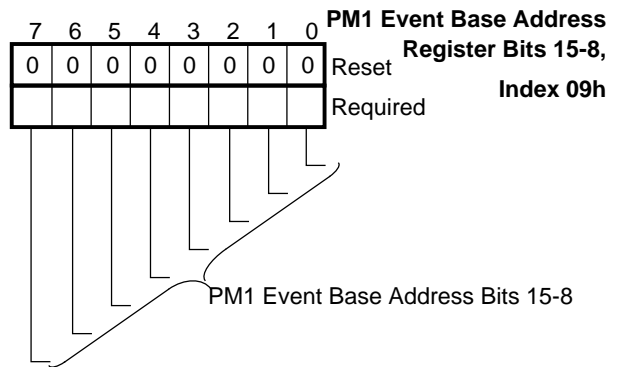 PM1 Event Base Address
Register Bits 15-8,
Index 09h
7 6 5 4 3 2 1 0
0 0 0 0 0 0 0 0 Reset
Required
PM1 Event Base Address Bits 15-8